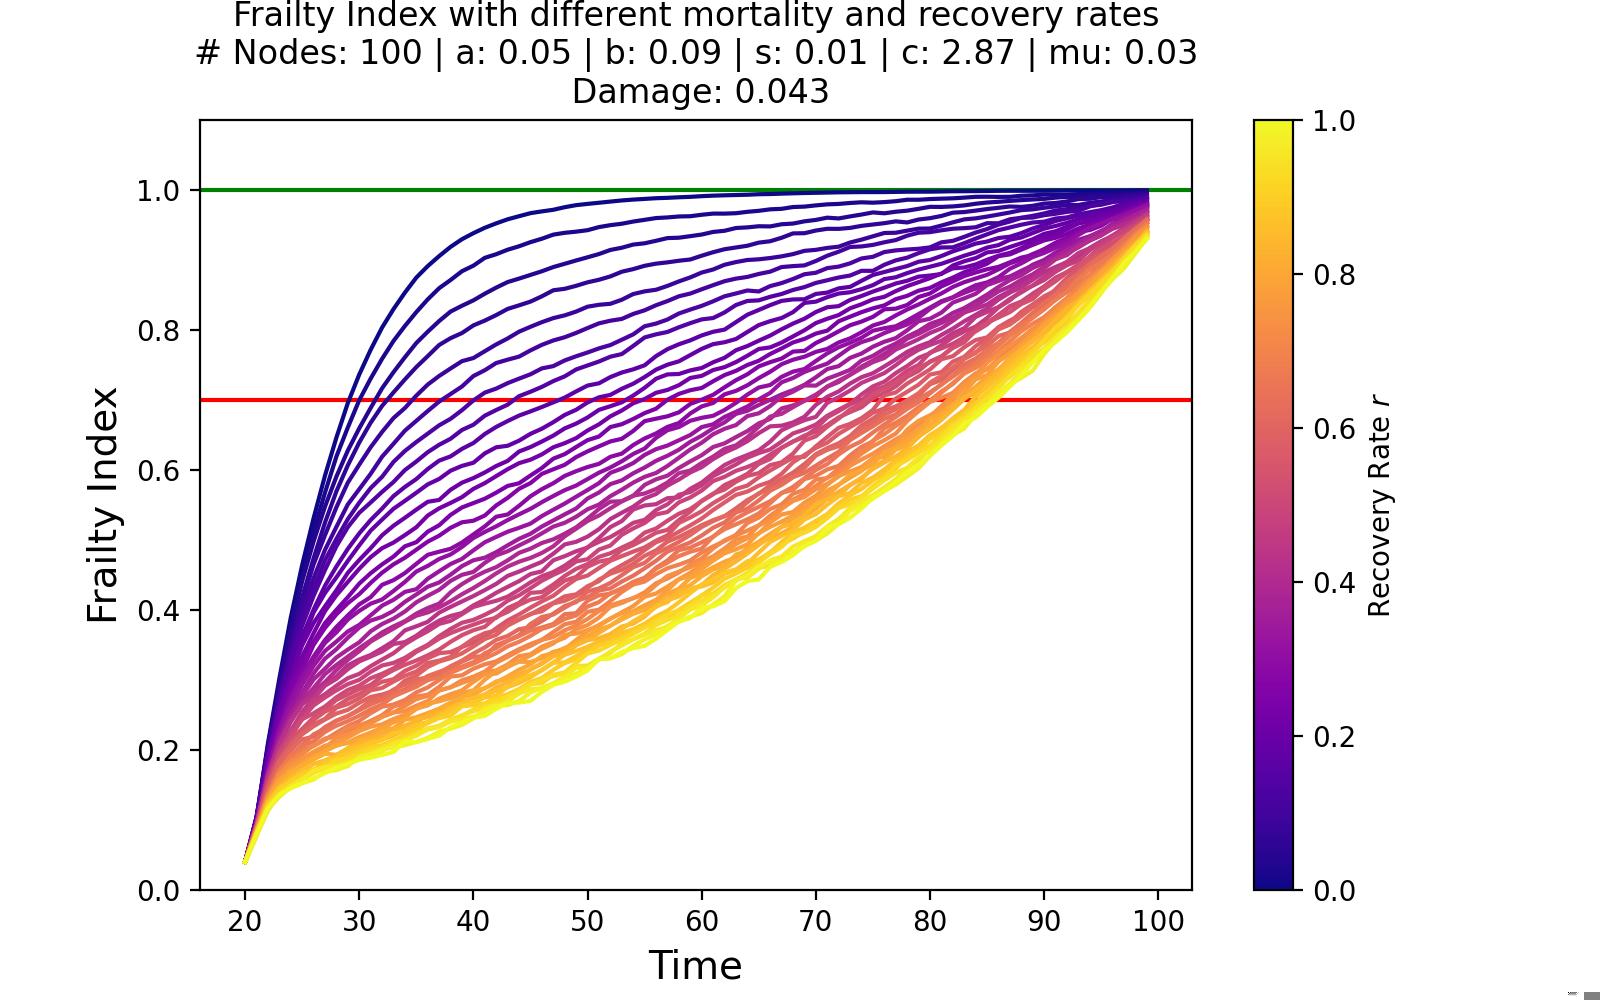 Frailty Index with different mortality and recovery rates
# Nodes: 100 | a: 0.05 | b: 0.09 | s: 0.01 | c: 2.87 | mu: 0.03
Damage: 0.043
1.0
0.8
0.6
0.4
0.2
0.0
Frailty Index
20 30 40 50 60 70 80 90 100
Time
1.0
0.8
0.6
0.4
0.2
0.0
Recovery Rate r